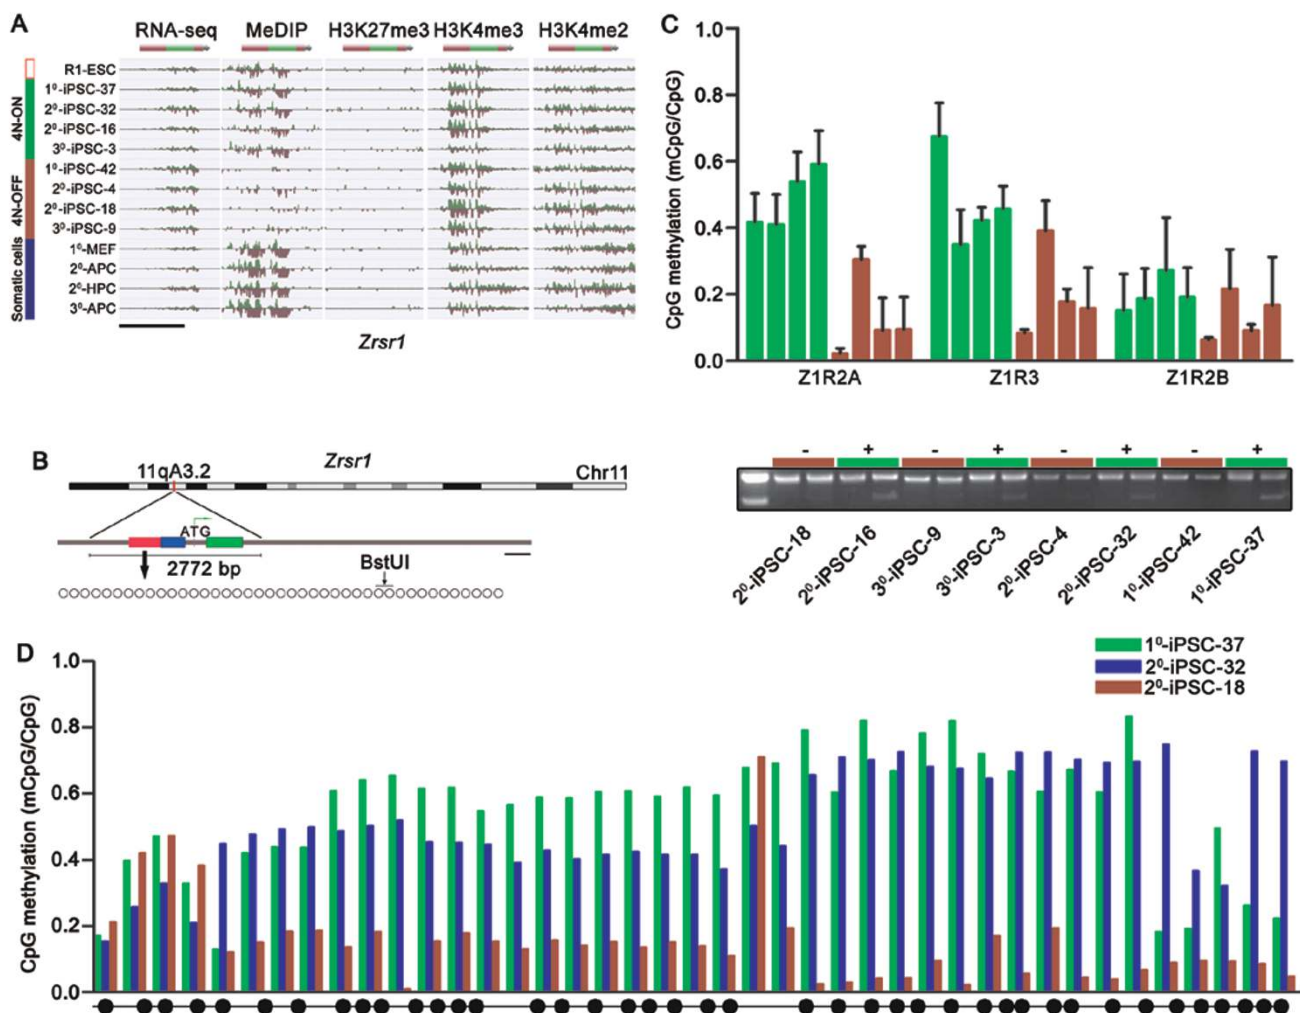 A
RNA-seq MeDIP H3K27me3 H3K4me3 H3K4me2
4N-ON
4N-OFF
Somatic cells
R1-ESC
1⁰-iPSC-37
2⁰-iPSC-32
2⁰-iPSC-16
3⁰-iPSC-3
1⁰-iPSC-42
2⁰-iPSC-4
2⁰-iPSC-18
3⁰-iPSC-9
1⁰-MEF
2⁰-APC
2⁰-HPC
3⁰-APC
Zrsr1
B
Zrsr1
11qA3.2
Chr11
ATG
2772 bp
BstUI
C
CpG methylation (mCpG/CpG)
1.0
0.8
0.6
0.4
0.2
0.0
Z1R2A Z1R3 Z1R2B
- + - + - + - +
2⁰-iPSC-18 2⁰-iPSC-16 3⁰-iPSC-9 3⁰-iPSC-3 2⁰-iPSC-4 2⁰-iPSC-32 1⁰-iPSC-42 1⁰-iPSC-37
D
CpG methylation (mCpG/CpG)
1.0
0.8
0.6
0.4
0.2
0.0
1⁰-iPSC-37
2⁰-iPSC-32
2⁰-iPSC-18